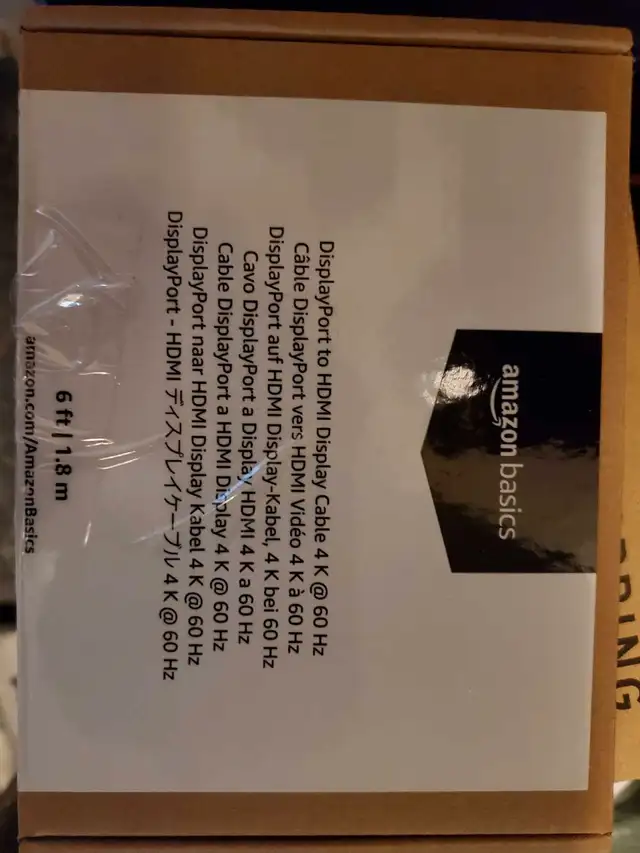 amazon basics
DisplayPort to HDMI Display Cable 4 K @ 60 Hz
Câble DisplayPort vers HDMI Vidéo 4 K à 60 Hz
DisplayPort auf HDMI Display-Kabel, 4 K bei 60 Hz
Cavo DisplayPort a Display HDMI 4 K a 60 Hz
Cable DisplayPort a HDMI Display 4 K @ 60 Hz
DisplayPort naar HDMI Display Kabel 4 K @ 60 Hz
DisplayPort - HDMI ディスプレイケーブル 4 K @ 60 Hz
6 ft | 1.8 m
amazon.com/AmazonBasics